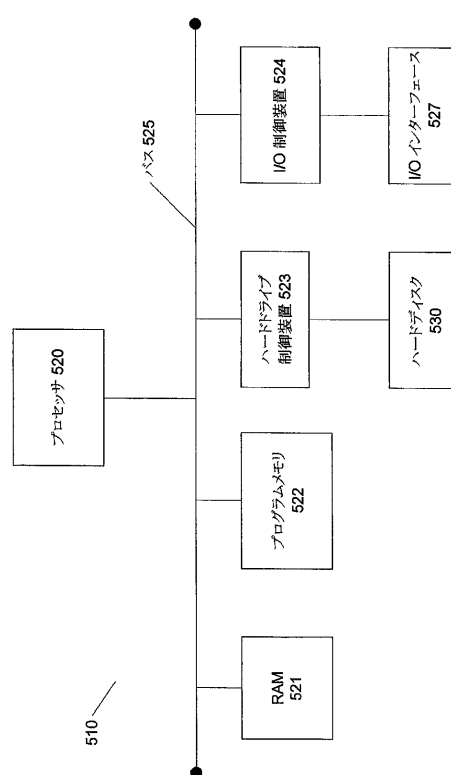 510
プロセッサ 520
バス 525
RAM
521
プログラムメモリ
522
ハードドライブ
制御装置 523
I/O 制御装置 524
ハードディスク
530
I/O インターフェース
527